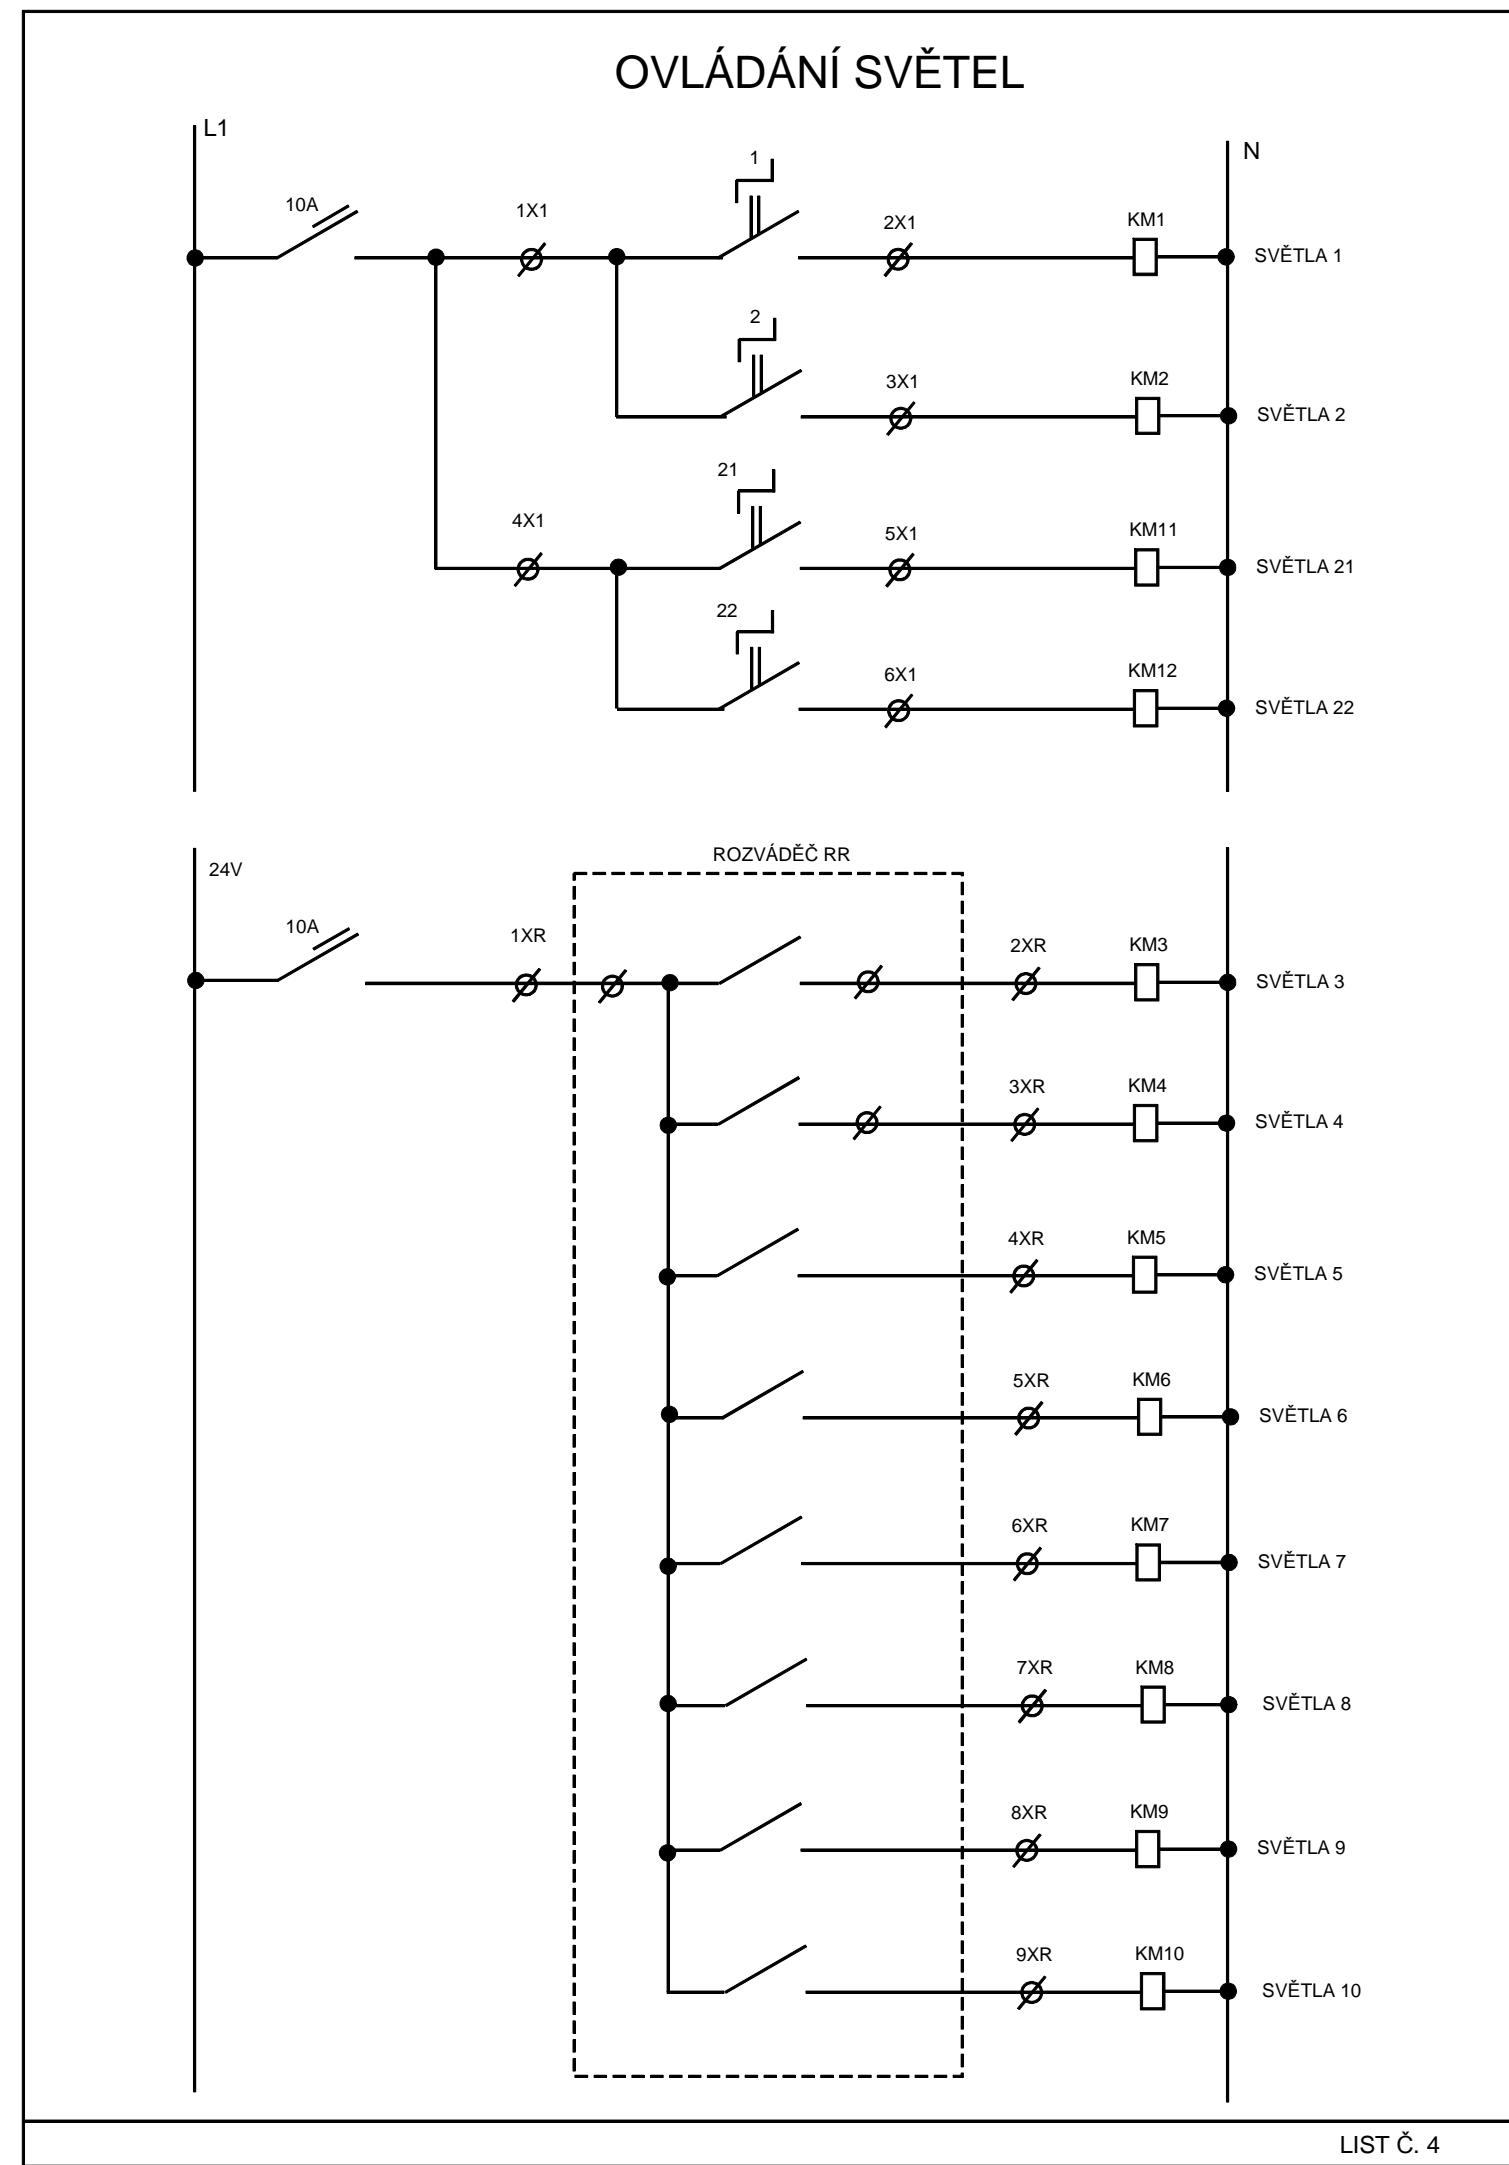 OVLÁDÁNÍ SVĚTEL
L1
N
1
10A
1X1
2X1
KM1
SVĚTLA 1
2
3X1
KM2
SVĚTLA 2
21
4X1
5X1
KM11
SVĚTLA 21
22
6X1
KM12
SVĚTLA 22
ROZVÁDĚČ RR
24V
10A
1XR
2XR
KM3
SVĚTLA 3
3XR
KM4
SVĚTLA 4
4XR
KM5
SVĚTLA 5
5XR
KM6
SVĚTLA 6
6XR
KM7
SVĚTLA 7
7XR
KM8
SVĚTLA 8
8XR
KM9
SVĚTLA 9
9XR
KM10
SVĚTLA 10
LIST Č. 4